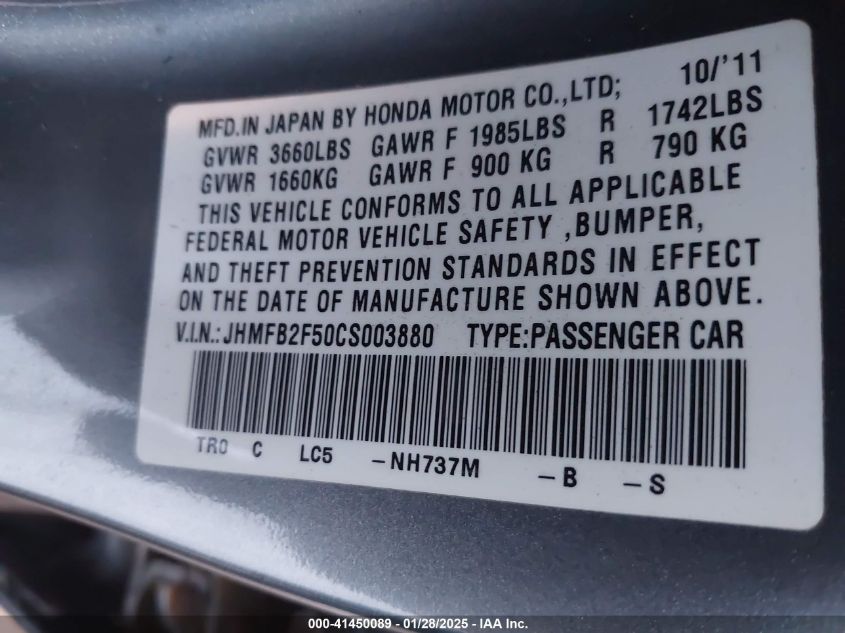 MFD.IN JAPAN BY HONDA MOTOR CO.,LTD; 10/'11
GVWR 3660LBS GAWR F 1985LBS R 1742LBS
GVWR 1660KG GAWR F 900 KG R 790 KG
THIS VEHICLE CONFORMS TO ALL APPLICABLE
FEDERAL MOTOR VEHICLE SAFETY ,BUMPER,
AND THEFT PREVENTION STANDARDS IN EFFECT
ON THE DATE OF MANUFACTURE SHOWN ABOVE.
V.I.N.:JHMFB2F50CS003880 TYPE:PASSENGER CAR
TR0 C LC5 -NH737M -B -S
000-41450089 - 01/28/2025 - IAA Inc.